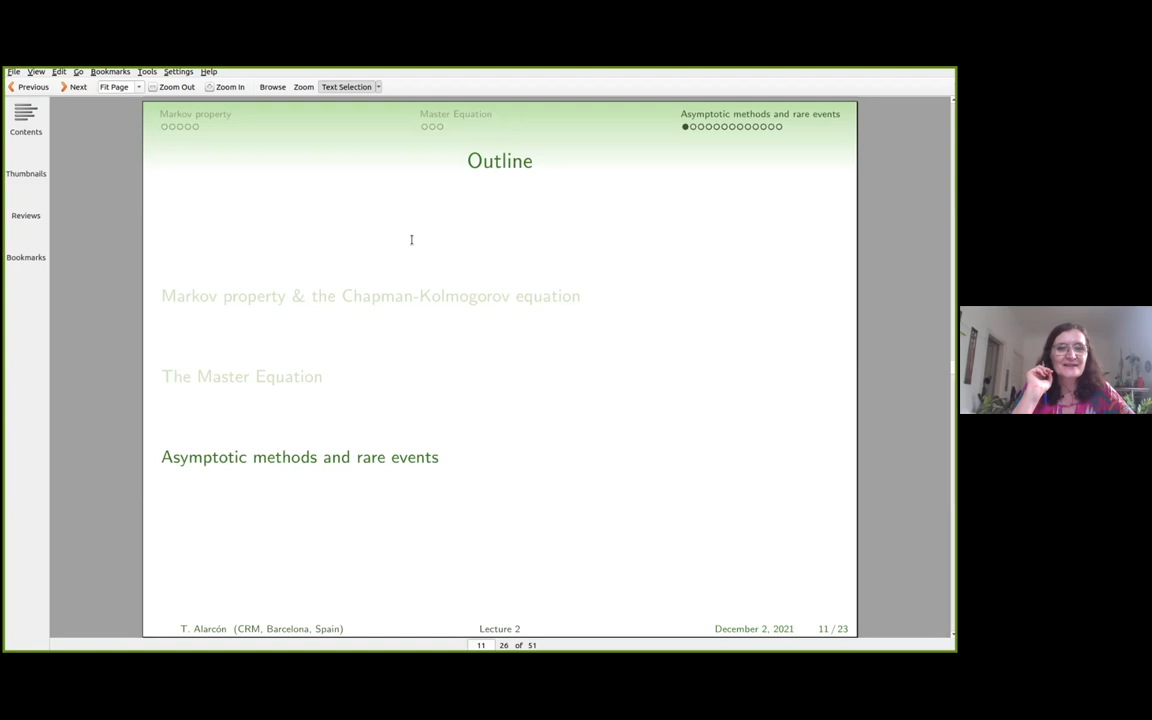 File View Edit Go Bookmarks Tools Settings Help
Previous Next Fit Page Zoom Out Zoom In Browse Zoom Text Selection
Contents
Thumbnails
Reviews
Bookmarks
Markov property Master Equation Asymptotic methods and rare events
Outline
Markov property & the Chapman-Kolmogorov equation
The Master Equation
Asymptotic methods and rare events
T. Alarcón (CRM, Barcelona, Spain) Lecture 2 December 2, 2021 11 / 23
11 26 of 51